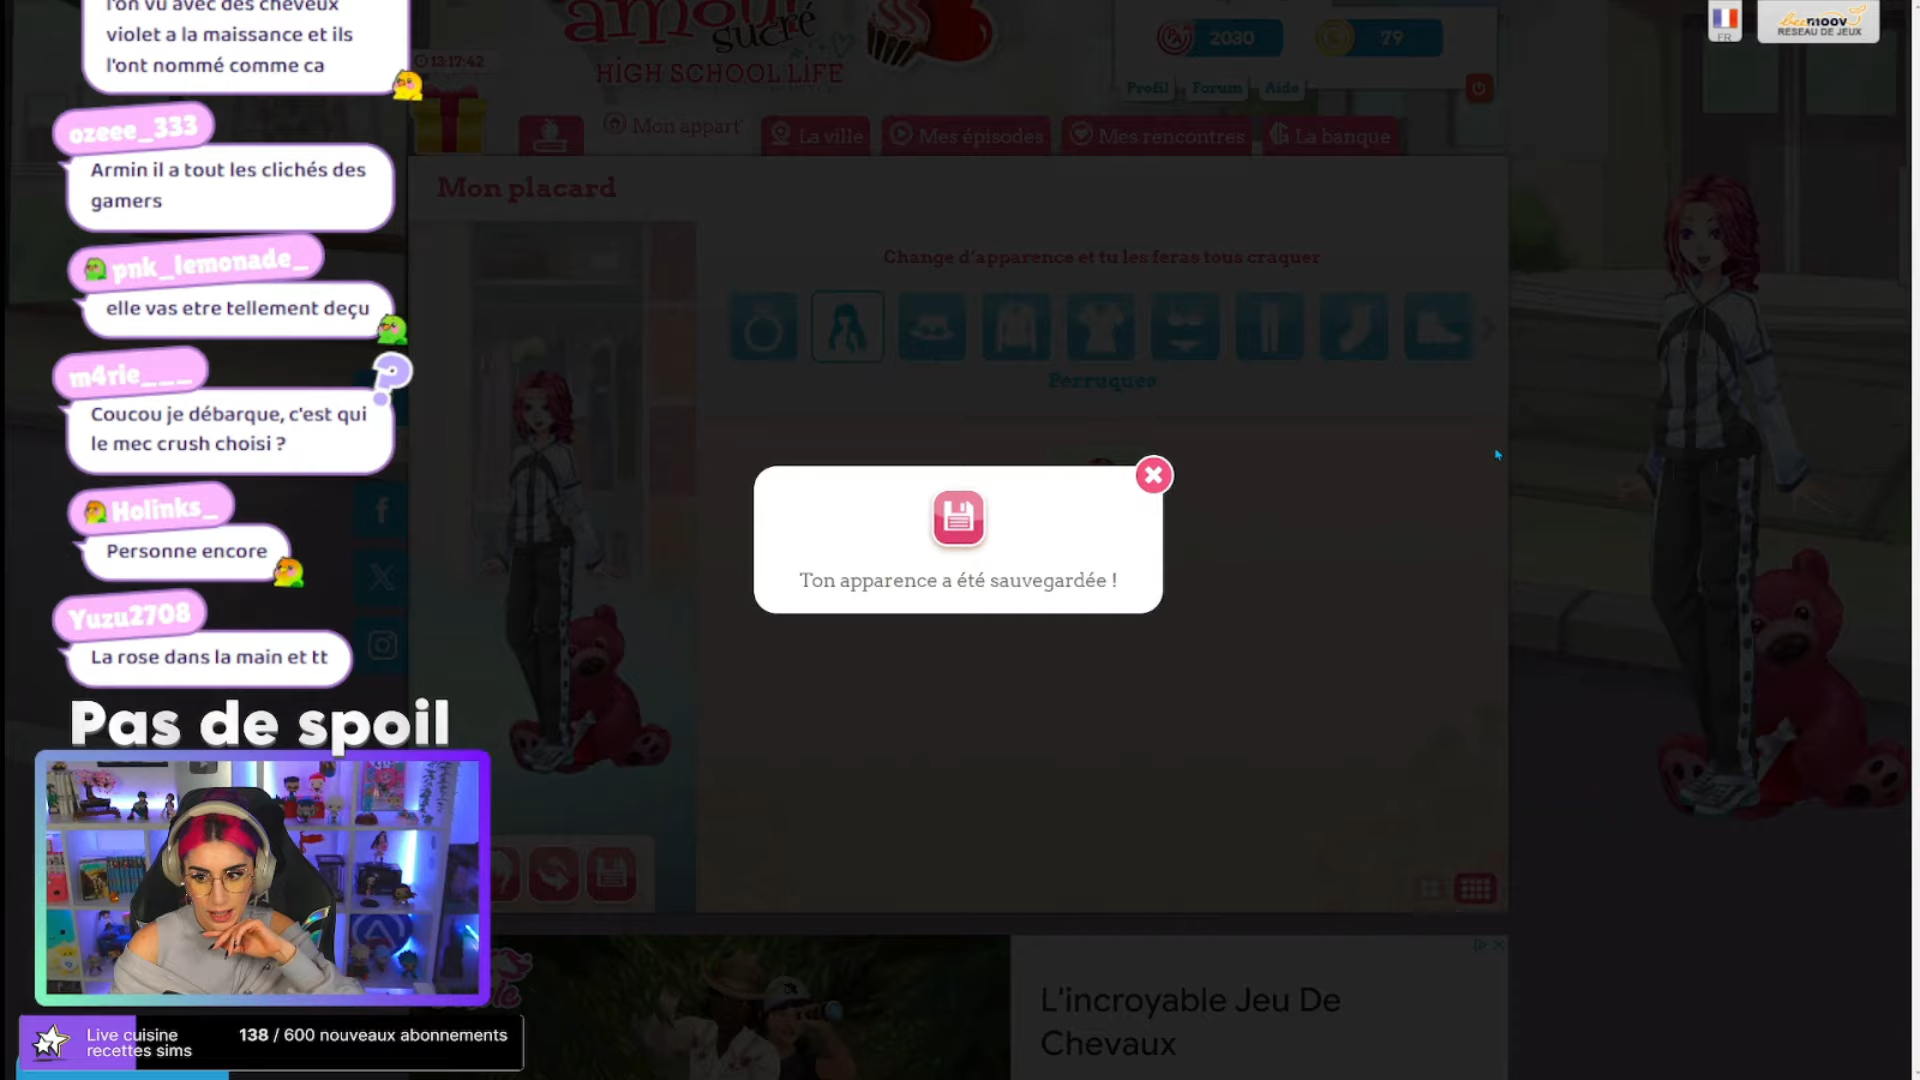 l'on vu avec des cheveux
violet a la maissance et ils
l'ont nommé comme ca
ozeee_333
Armin il a tout les clichés des
gamers
pnk_lemonade_
elle vas etre tellement deçu
m4rie___
?
Coucou je débarque, c'est qui
le mec crush choisi ?
Holinks_
Personne encore
Yuzu2708
La rose dans la main et tt
Pas de spoil
Live cuisine
recettes sims
138 / 600 nouveaux abonnements
amour
sucré
HIGH SCHOOL LIFE
13:17:42
2030
79
Profil
Forum
Aide
FR
beemoov
RÉSEAU DE JEUX
Mon appart'
La ville
Mes épisodes
Mes rencontres
La banque
Mon placard
Change d'apparence et tu les feras tous craquer
Perruques
Ton apparence a été sauvegardée !
L'incroyable Jeu De
Chevaux